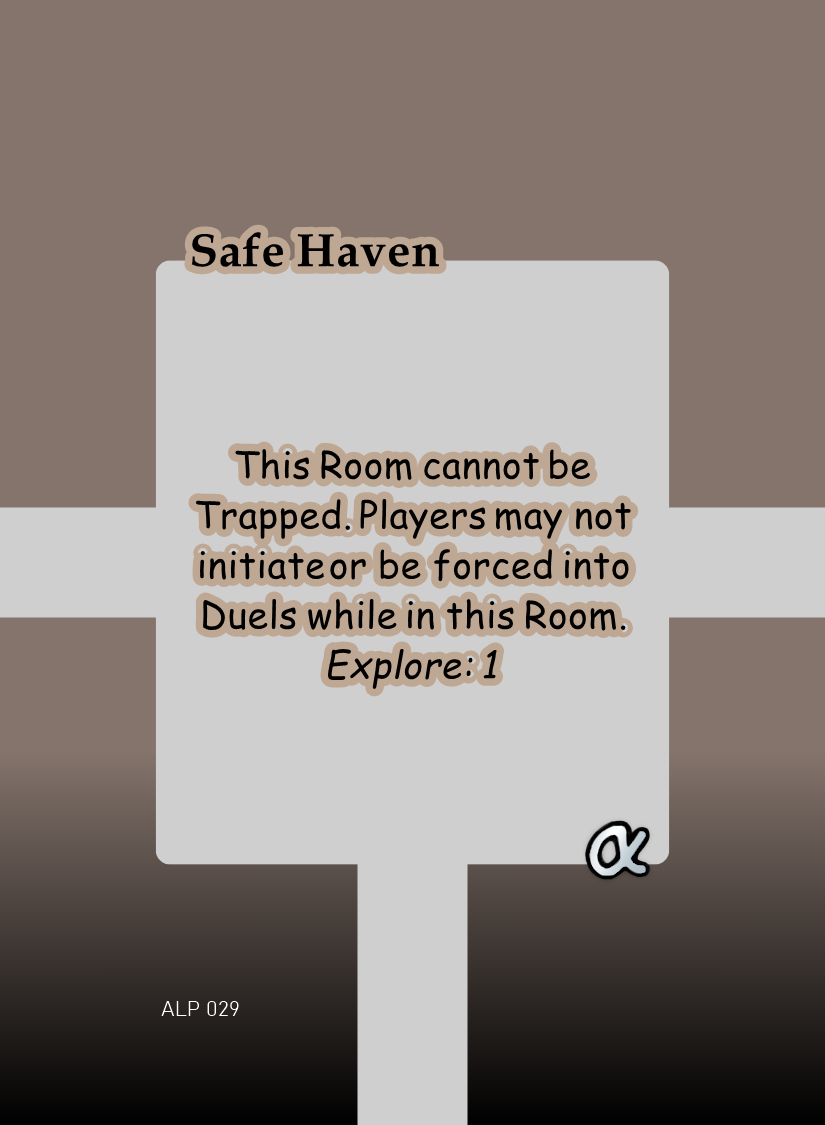 Safe Haven
This Room cannot be
Trapped. Players may not
initiate or be forced into
Duels while in this Room.
Explore: 1
α
ALP 029